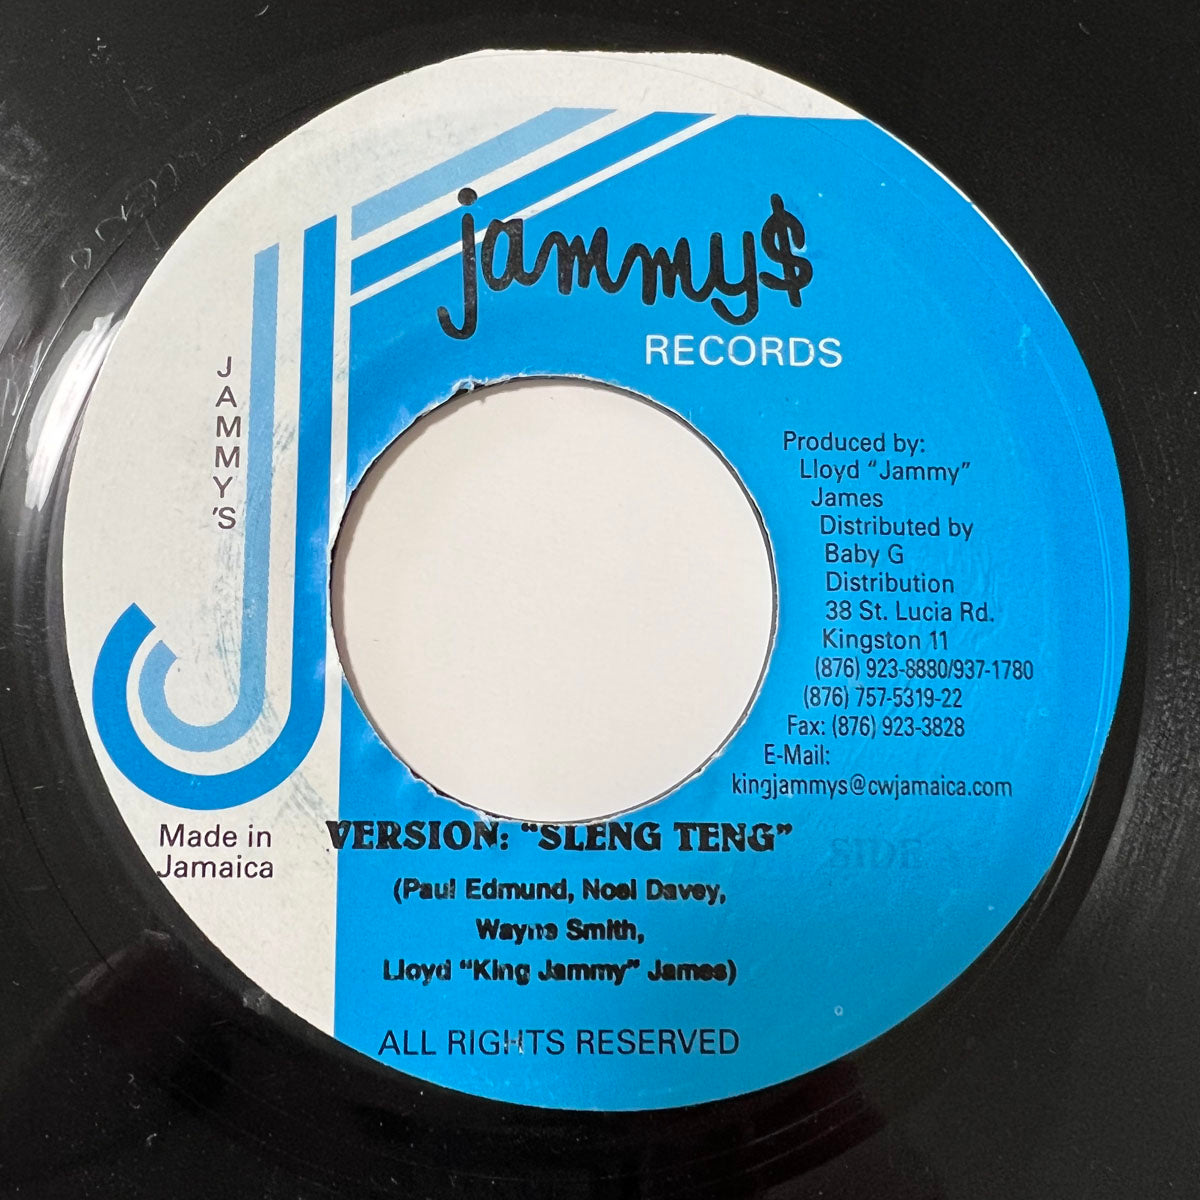 jammy$
RECORDS
JAMMY'S
Produced by:
Lloyd “Jammy”
James
Distributed by
Baby G
Distribution
38 St. Lucia Rd.
Kingston 11
(876) 923-8880/937-1780
(876) 757-5319-22
Fax: (876) 923-3828
E-Mail:
kingjammys@cwjamaica.com
Made in
Jamaica
VERSION: “SLENG TENG”
SIDE
(Paul Edmund, Noel Davey,
Wayne Smith,
Lloyd “King Jammy” James)
ALL RIGHTS RESERVED